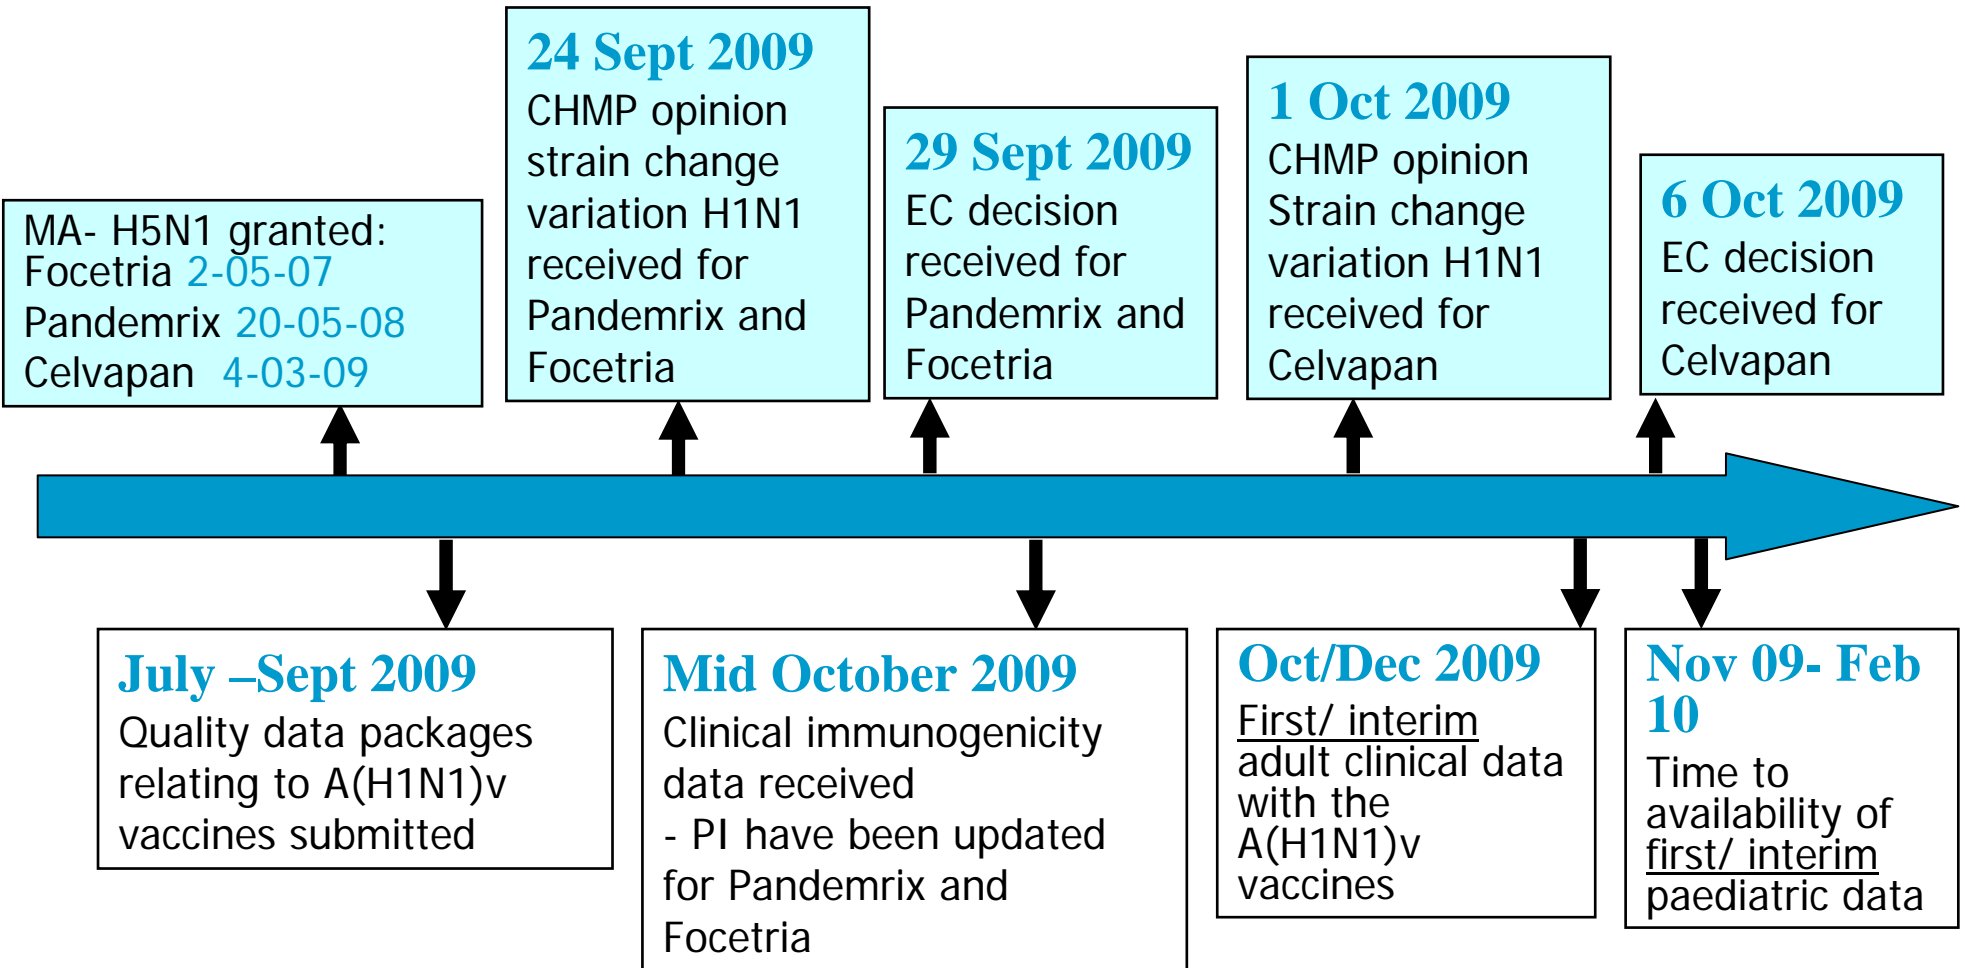 MA- H5N1 granted:
Focetria 2-05-07
Pandemrix 20-05-08
Celvapan 4-03-09
24 Sept 2009
CHMP opinion
strain change
variation H1N1
received for
Pandemrix and
Focetria
29 Sept 2009
EC decision
received for
Pandemrix and
Focetria
1 Oct 2009
CHMP opinion
Strain change
variation H1N1
received for
Celvapan
6 Oct 2009
EC decision
received for
Celvapan
July –Sept 2009
Quality data packages
relating to A(H1N1)v
vaccines submitted
Mid October 2009
Clinical immunogenicity
data received
- PI have been updated
for Pandemrix and
Focetria
Oct/Dec 2009
First/ interim
adult clinical data
with the
A(H1N1)v
vaccines
Nov 09- Feb
10
Time to
availability of
first/ interim
paediatric data